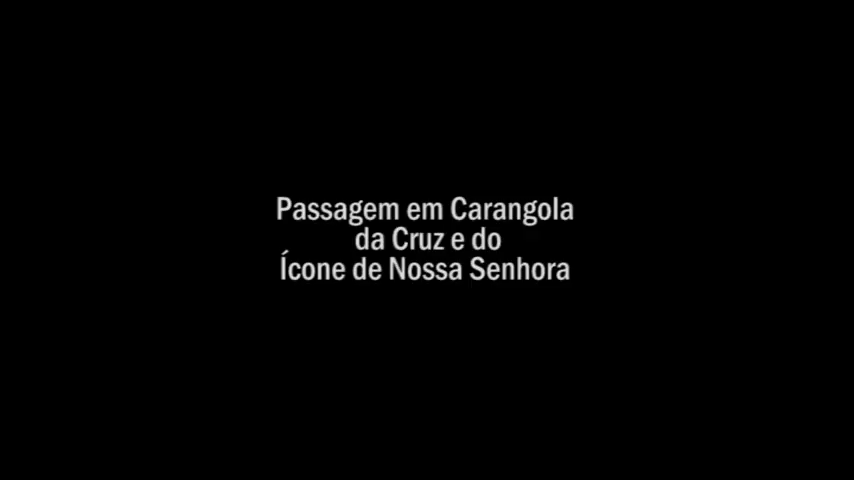 Passagem em Carangola
da Cruz e do
Ícone de Nossa Senhora